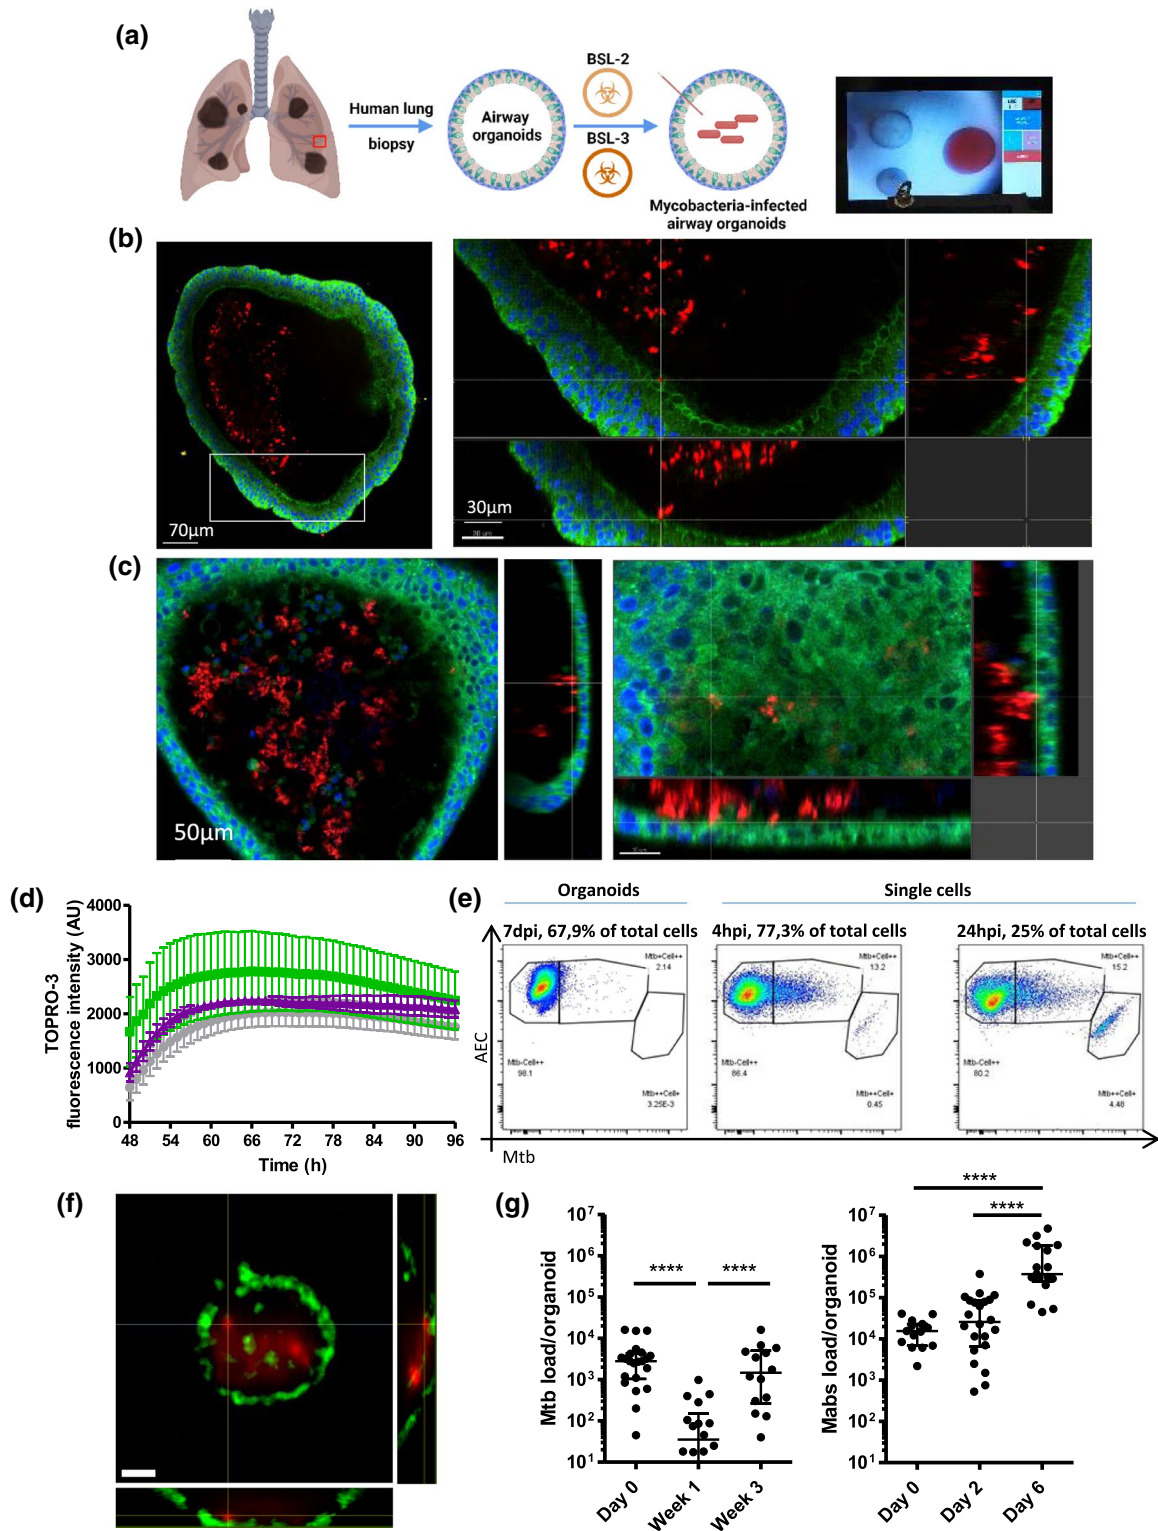 (a)
Human lung
biopsy
Airway
organoids
BSL-2
BSL-3
Mycobacteria-infected
airway organoids
(b)
70µm
30µm
(c)
50µm
(d)
TOPRO-3
fluorescence intensity (AU)
4000
3000
2000
1000
0
48 54 60 66 72 78 84 90 96
Time (h)
(e)
Organoids
Single cells
7dpi, 67,9% of total cells
4hpi, 77,3% of total cells
24hpi, 25% of total cells
AEC
Mtb+Cell++
2.14
Mtb-Cell++
98.1
Mtb++Cell+
3.25E-3
Mtb+Cell++
13.2
Mtb-Cell++
86.4
Mtb++Cell+
0.45
Mtb+Cell++
15.2
Mtb-Cell++
80.2
Mtb++Cell+
4.48
Mtb
(f)
(g)
Mtb load/organoid
10⁷
10⁶
10⁵
10⁴
10³
10²
10¹
**** ****
Day 0 Week 1 Week 3
Mabs load/organoid
10⁷
10⁶
10⁵
10⁴
10³
10²
10¹
****
****
Day 0 Day 2 Day 6